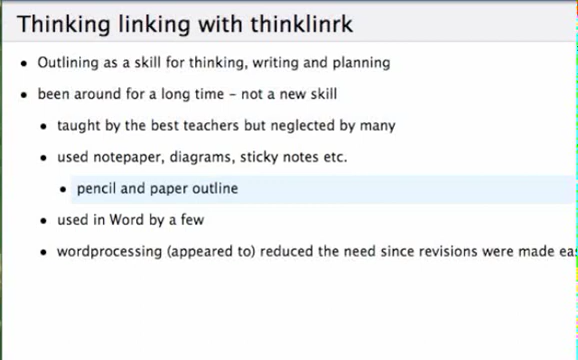 Thinking linking with thinklinrk
• Outlining as a skill for thinking, writing and planning
• been around for a long time – not a new skill
• taught by the best teachers but neglected by many
• used notepaper, diagrams, sticky notes etc.
• pencil and paper outline
• used in Word by a few
• wordprocessing (appeared to) reduced the need since revisions were made